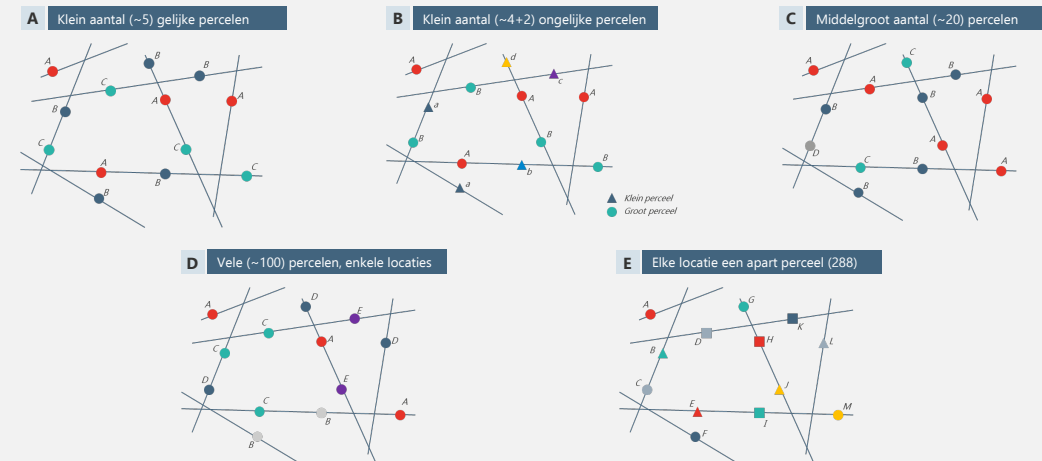 A Klein aantal (~5) gelijke percelen
B Klein aantal (~4+2) ongelijke percelen
C Middelgroot aantal (~20) percelen
A
B
B
C
B
A
A
C
C
A
B
C
B
A
d
c
B
a
A
A
B
B
A
b
B
a
Klein perceel
Groot perceel
A
C
B
A
B
B
A
D
A
C
B
A
B
D Vele (~100) percelen, enkele locaties
E Elke locatie een apart perceel (288)
A
D
E
C
C
A
D
D
E
C
B
A
B
A
G
K
D
B
H
L
C
J
E
I
M
F